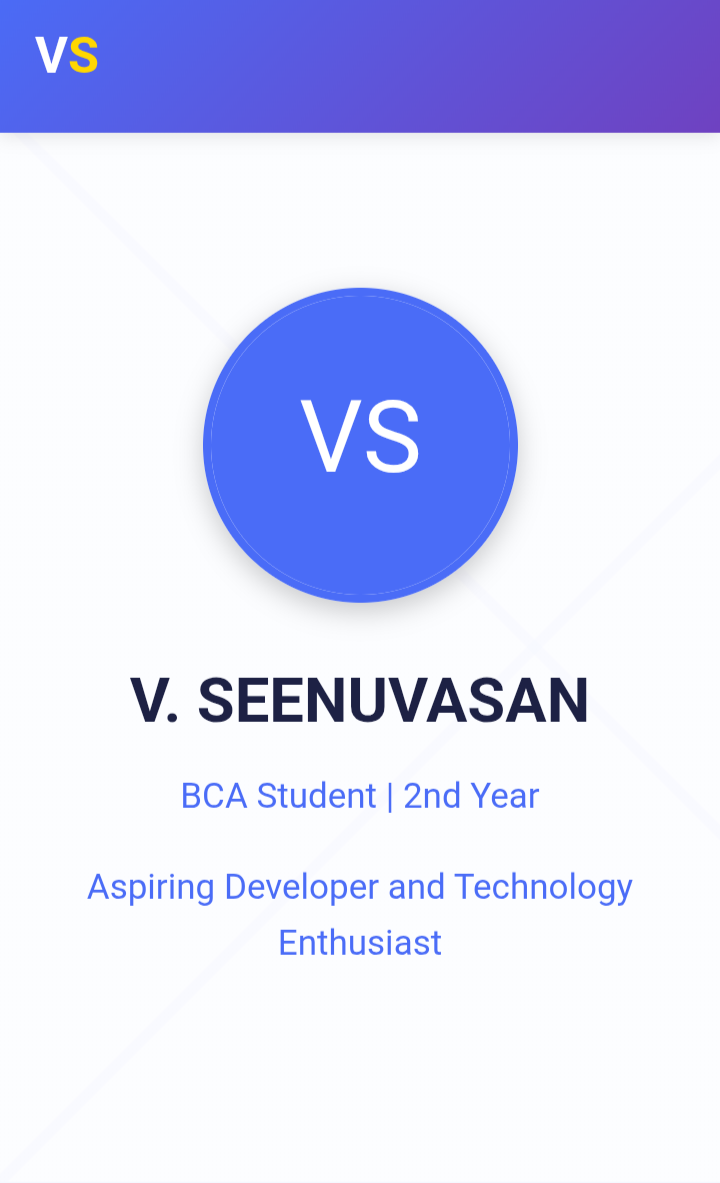 VS
VS
V. SEENUVASAN
BCA Student | 2nd Year
Aspiring Developer and Technology
Enthusiast